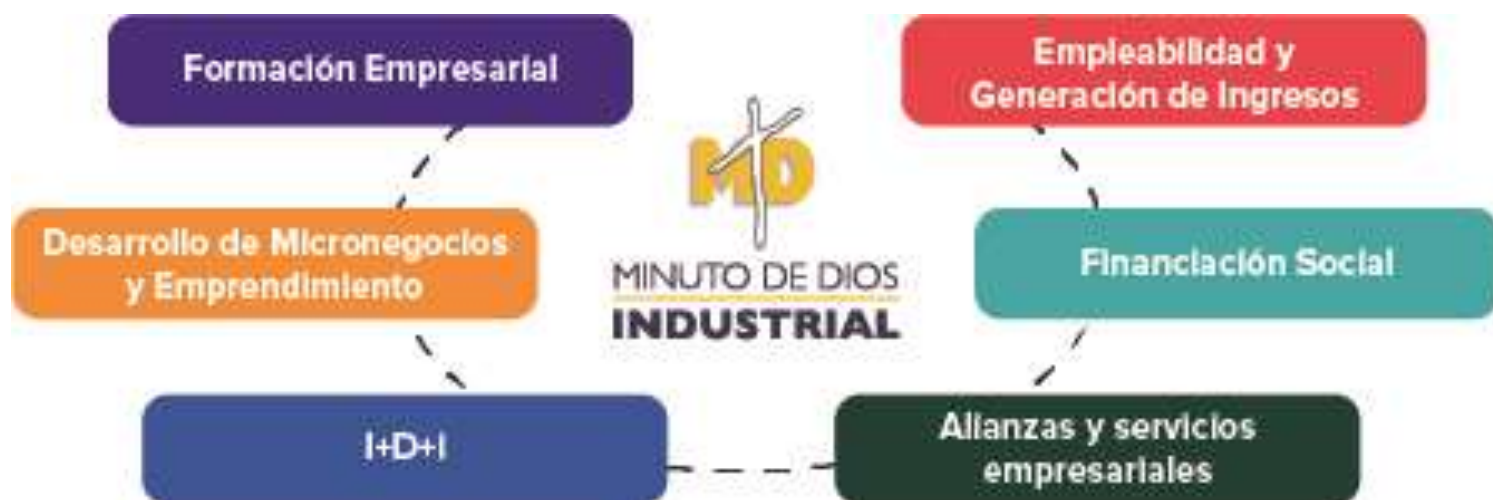 Formación Empresarial
Empleabilidad y
Generación de Ingresos
MD
MINUTO DE DIOS
INDUSTRIAL
Desarrollo de Micronegocios
y Emprendimiento
Financiación Social
I+D+I
Alianzas y servicios
empresariales